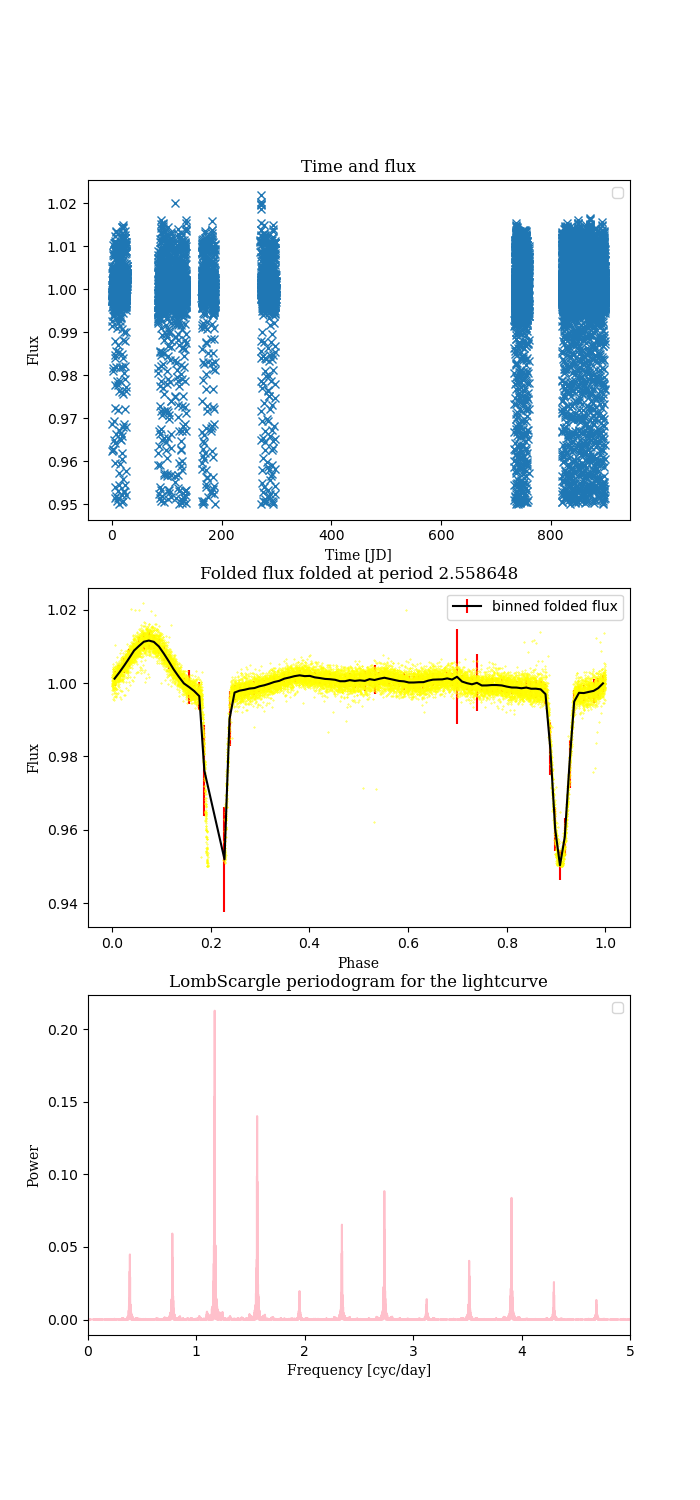 Time and flux
1.02
1.01
1.00
0.99
0.98
0.97
0.96
0.95
Flux
0 200 400 600 800
Time [JD]
Folded flux folded at period 2.558648
binned folded flux
1.02
1.00
0.98
0.96
0.94
Flux
0.0 0.2 0.4 0.6 0.8 1.0
Phase
LombScargle periodogram for the lightcurve
0.20
0.15
0.10
0.05
0.00
Power
0 1 2 3 4 5
Frequency [cyc/day]